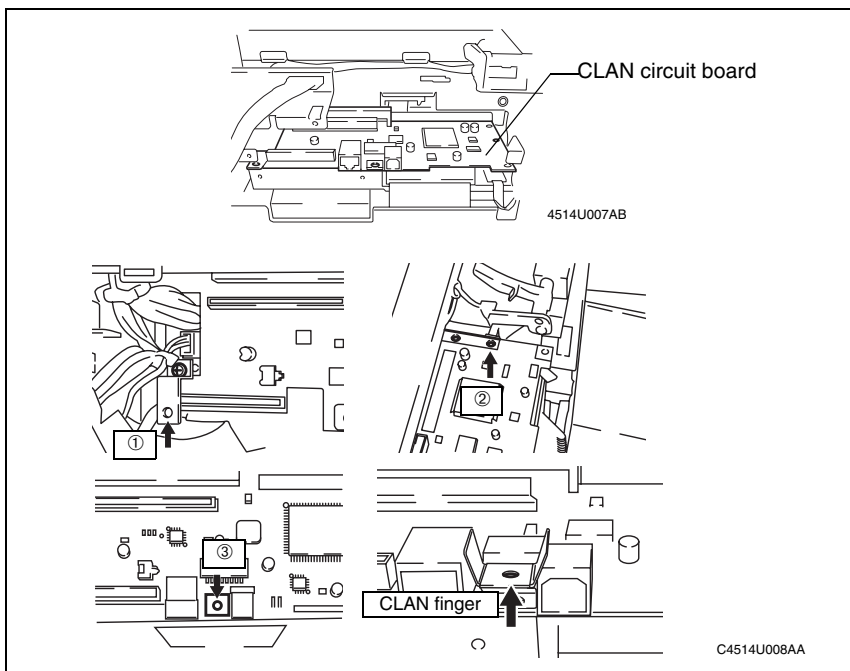 CLAN circuit board
4514U007AB
①
②
③
CLAN finger
C4514U008AA